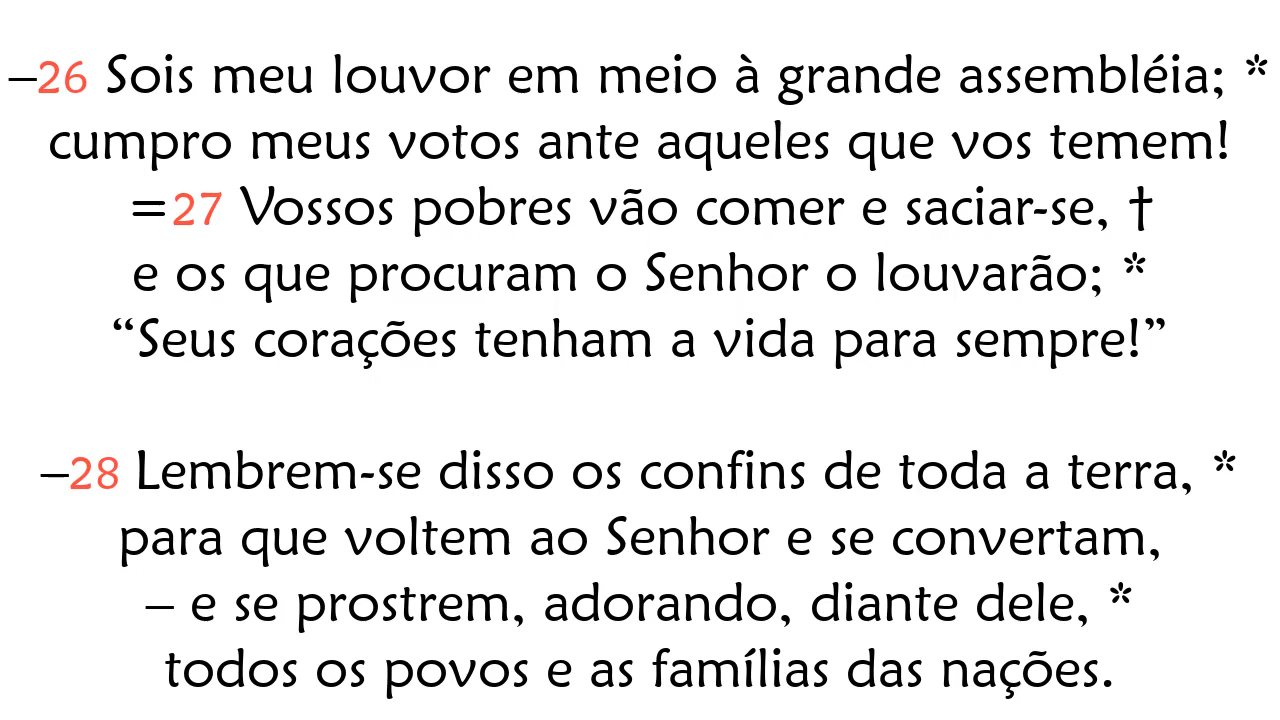 –26 Sois meu louvor em meio à grande assembléia; *
cumpro meus votos ante aqueles que vos temem!
=27 Vossos pobres vão comer e saciar-se, †
e os que procuram o Senhor o louvarão; *
“Seus corações tenham a vida para sempre!”
–28 Lembrem-se disso os confins de toda a terra, *
para que voltem ao Senhor e se convertam,
– e se prostrem, adorando, diante dele, *
todos os povos e as famílias das nações.